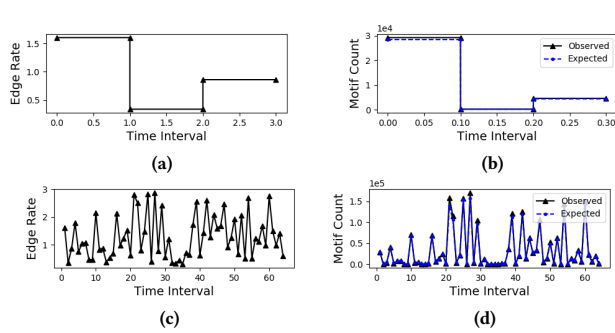 Edge Rate
1.5
1.0
0.5
0.0 0.5 1.0 1.5 2.0 2.5 3.0
Time Interval
(a)
1e4
Motif Count
3
2
1
0
Observed
Expected
0.00 0.05 0.10 0.15 0.20 0.25 0.30
Time Interval
(b)
Edge Rate
3
2
1
0 10 20 30 40 50 60
Time Interval
(c)
1e5
Motif Count
1.5
1.0
0.5
0.0
Observed
Expected
0 10 20 30 40 50 60
Time Interval
(d)